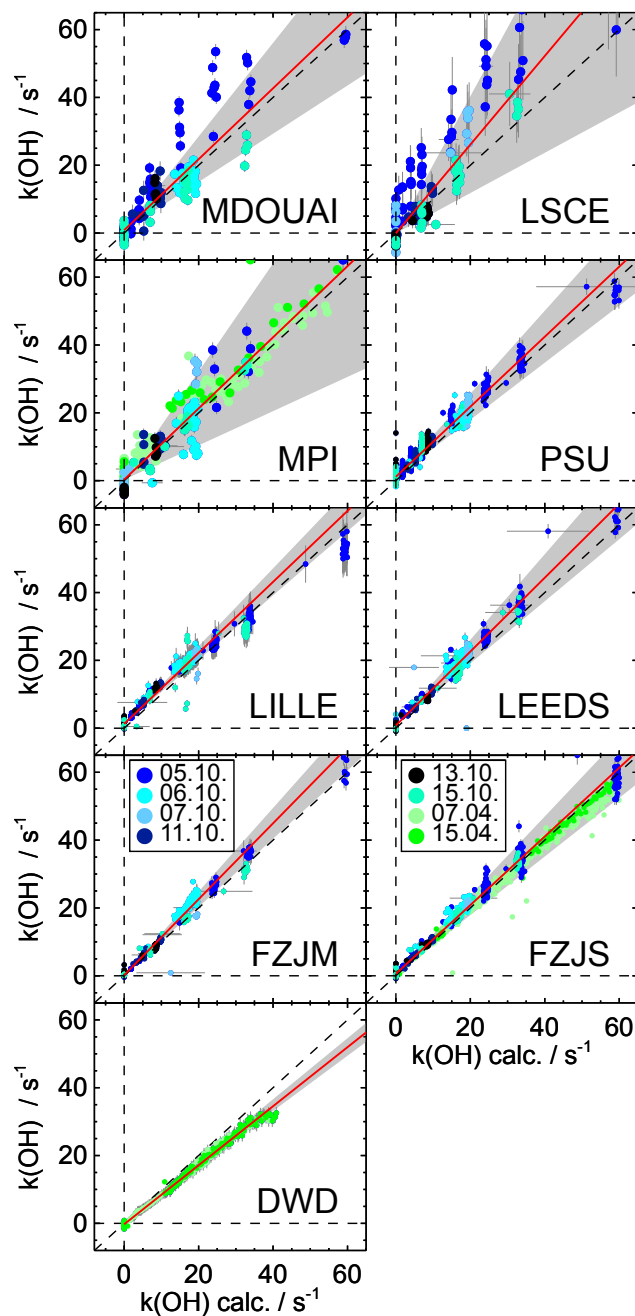 k(OH) / s⁻¹
60
40
20
0
MDOUAI
LSCE
k(OH) / s⁻¹
60
40
20
0
MPI
PSU
k(OH) / s⁻¹
60
40
20
0
LILLE
LEEDS
k(OH) / s⁻¹
60
40
20
0
05.10.
06.10.
07.10.
11.10.
FZJM
13.10.
15.10.
07.04.
15.04.
FZJS
0 20 40 60
k(OH) calc. / s⁻¹
k(OH) / s⁻¹
60
40
20
0
DWD
0 20 40 60
k(OH) calc. / s⁻¹